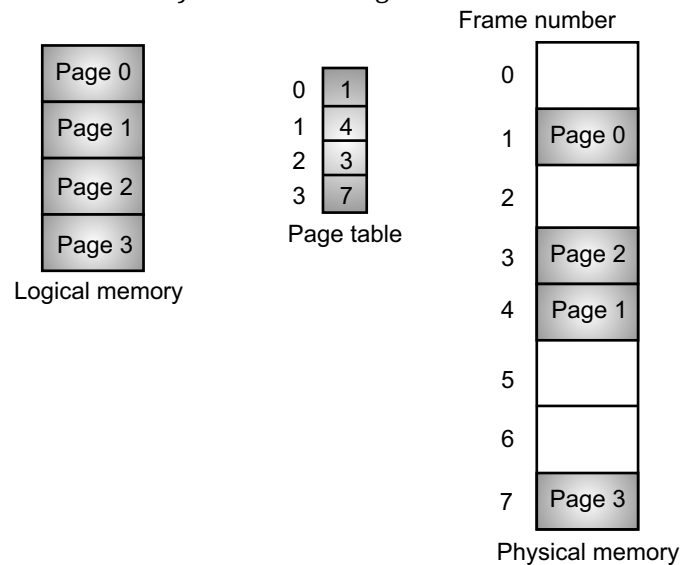 Frame number
Page 0
Page 1
Page 2
Page 3
Logical memory
0 1
1 4
2 3
3 7
Page table
0
1 Page 0
2
3 Page 2
4 Page 1
5
6
7 Page 3
Physical memory